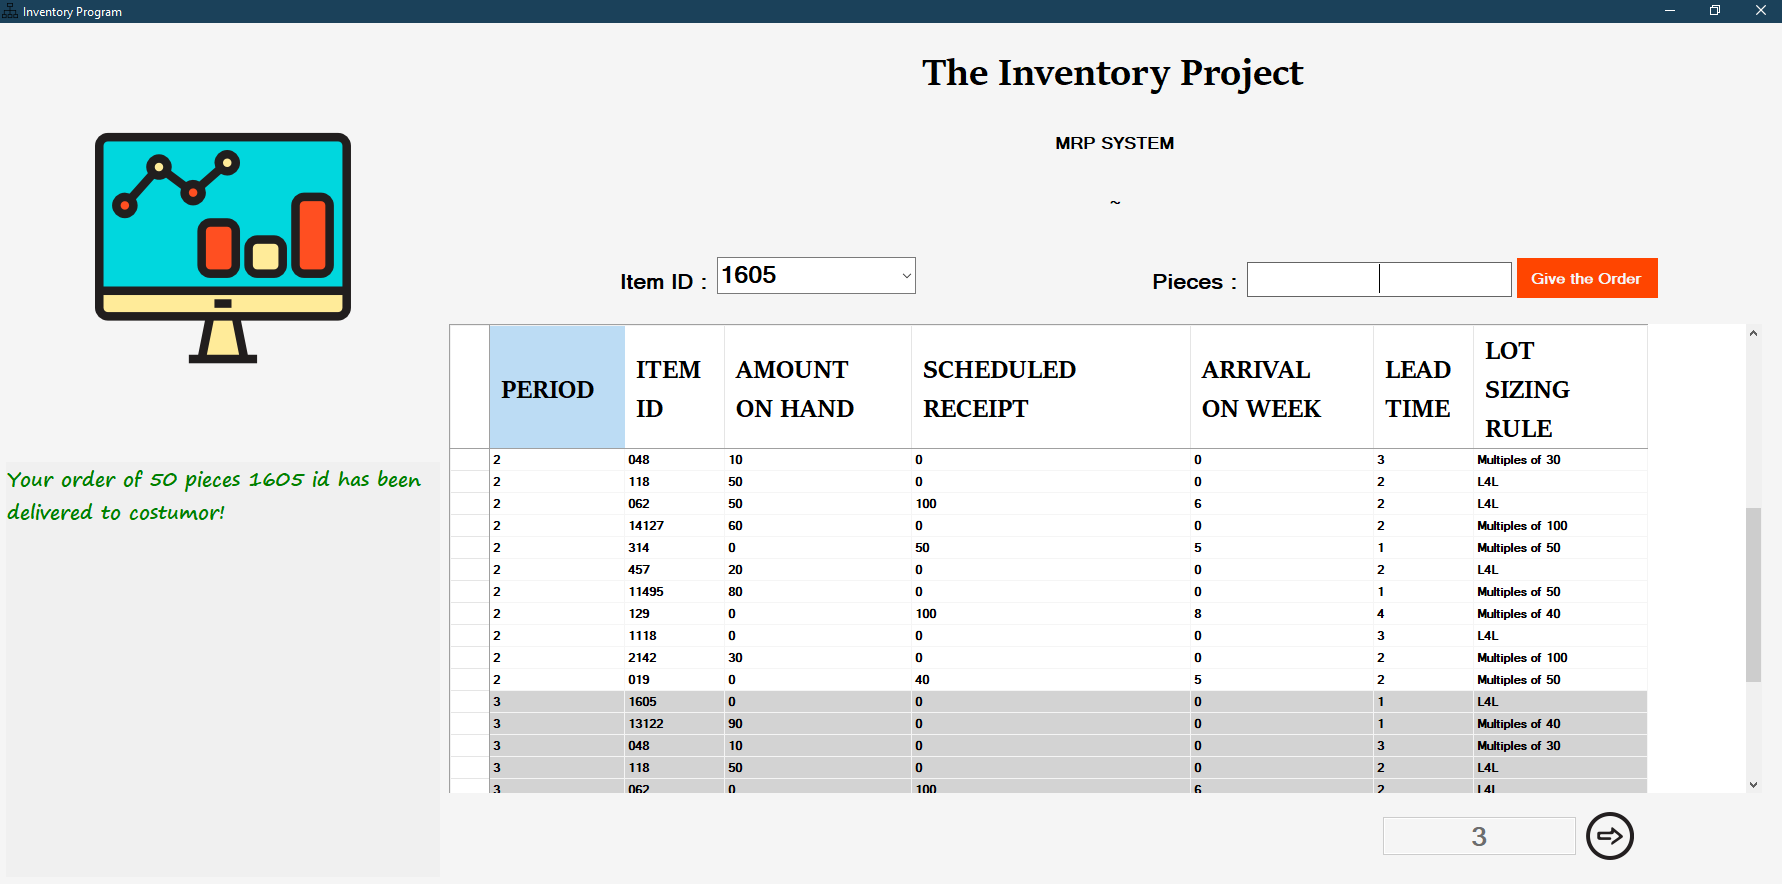 Inventory Program
The Inventory Project
MRP SYSTEM
~
Item ID : 1605 Pieces : Give the Order
Your order of 50 pieces 1605 id has been
delivered to costumor!
PERIOD ITEM ID AMOUNT ON HAND SCHEDULED RECEIPT ARRIVAL ON WEEK LEAD TIME LOT SIZING RULE
2 048 10 0 0 3 Multiples of 30
2 118 50 0 0 2 L4L
2 062 50 100 6 2 L4L
2 14127 60 0 0 2 Multiples of 100
2 314 0 50 5 1 Multiples of 50
2 457 20 0 0 2 L4L
2 11495 80 0 0 1 Multiples of 50
2 129 0 100 8 4 Multiples of 40
2 1118 0 0 0 3 L4L
2 2142 30 0 0 2 Multiples of 100
2 019 0 40 5 2 Multiples of 50
3 1605 0 0 0 1 L4L
3 13122 90 0 0 1 Multiples of 40
3 048 10 0 0 3 Multiples of 30
3 118 50 0 0 2 L4L
3 062 0 100 6 2 L4L
3